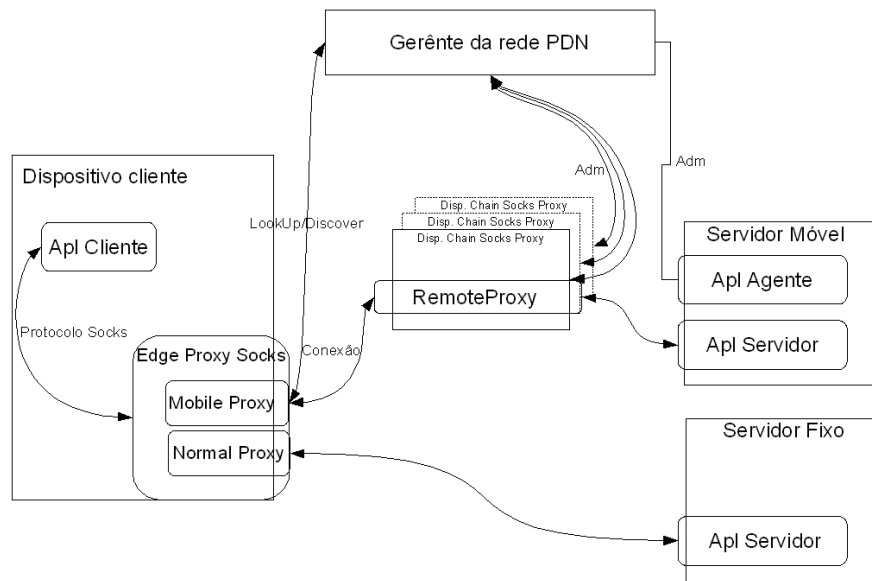 Gerênte da rede PDN
Dispositivo cliente
Apl Cliente
LookUp/Discover
Adm
Adm
Disp. Chain Socks Proxy
Disp. Chain Socks Proxy
Disp. Chain Socks Proxy
RemoteProxy
Servidor Móvel
Apl Agente
Apl Servidor
Protocolo Socks
Edge Proxy Socks
Conexão
Mobile Proxy
Normal Proxy
Servidor Fixo
Apl Servidor